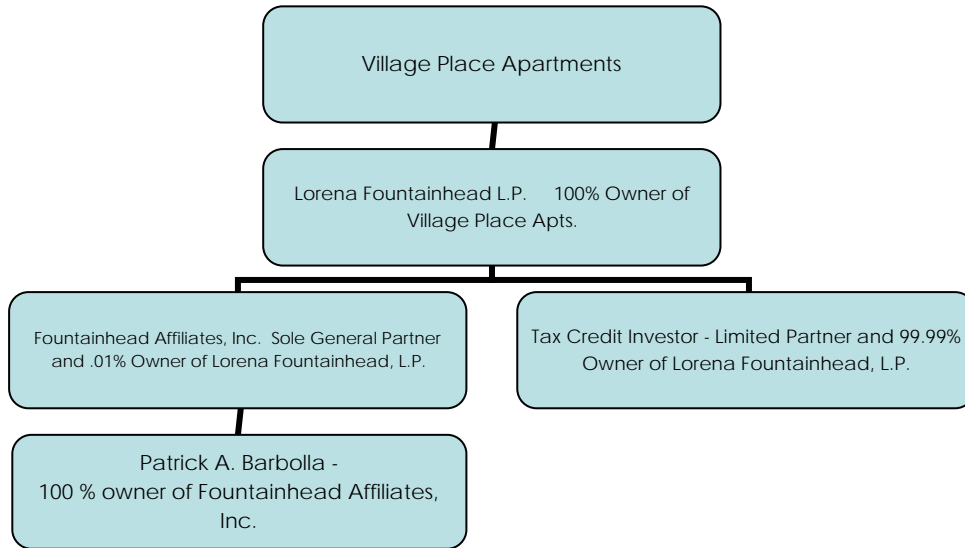 Village Place Apartments
Lorena Fountainhead L.P. 100% Owner of
Village Place Apts.
Fountainhead Affiliates, Inc. Sole General Partner
and .01% Owner of Lorena Fountainhead, L.P.
Tax Credit Investor - Limited Partner and 99.99%
Owner of Lorena Fountainhead, L.P.
Patrick A. Barbolla -
100 % owner of Fountainhead Affiliates,
Inc.